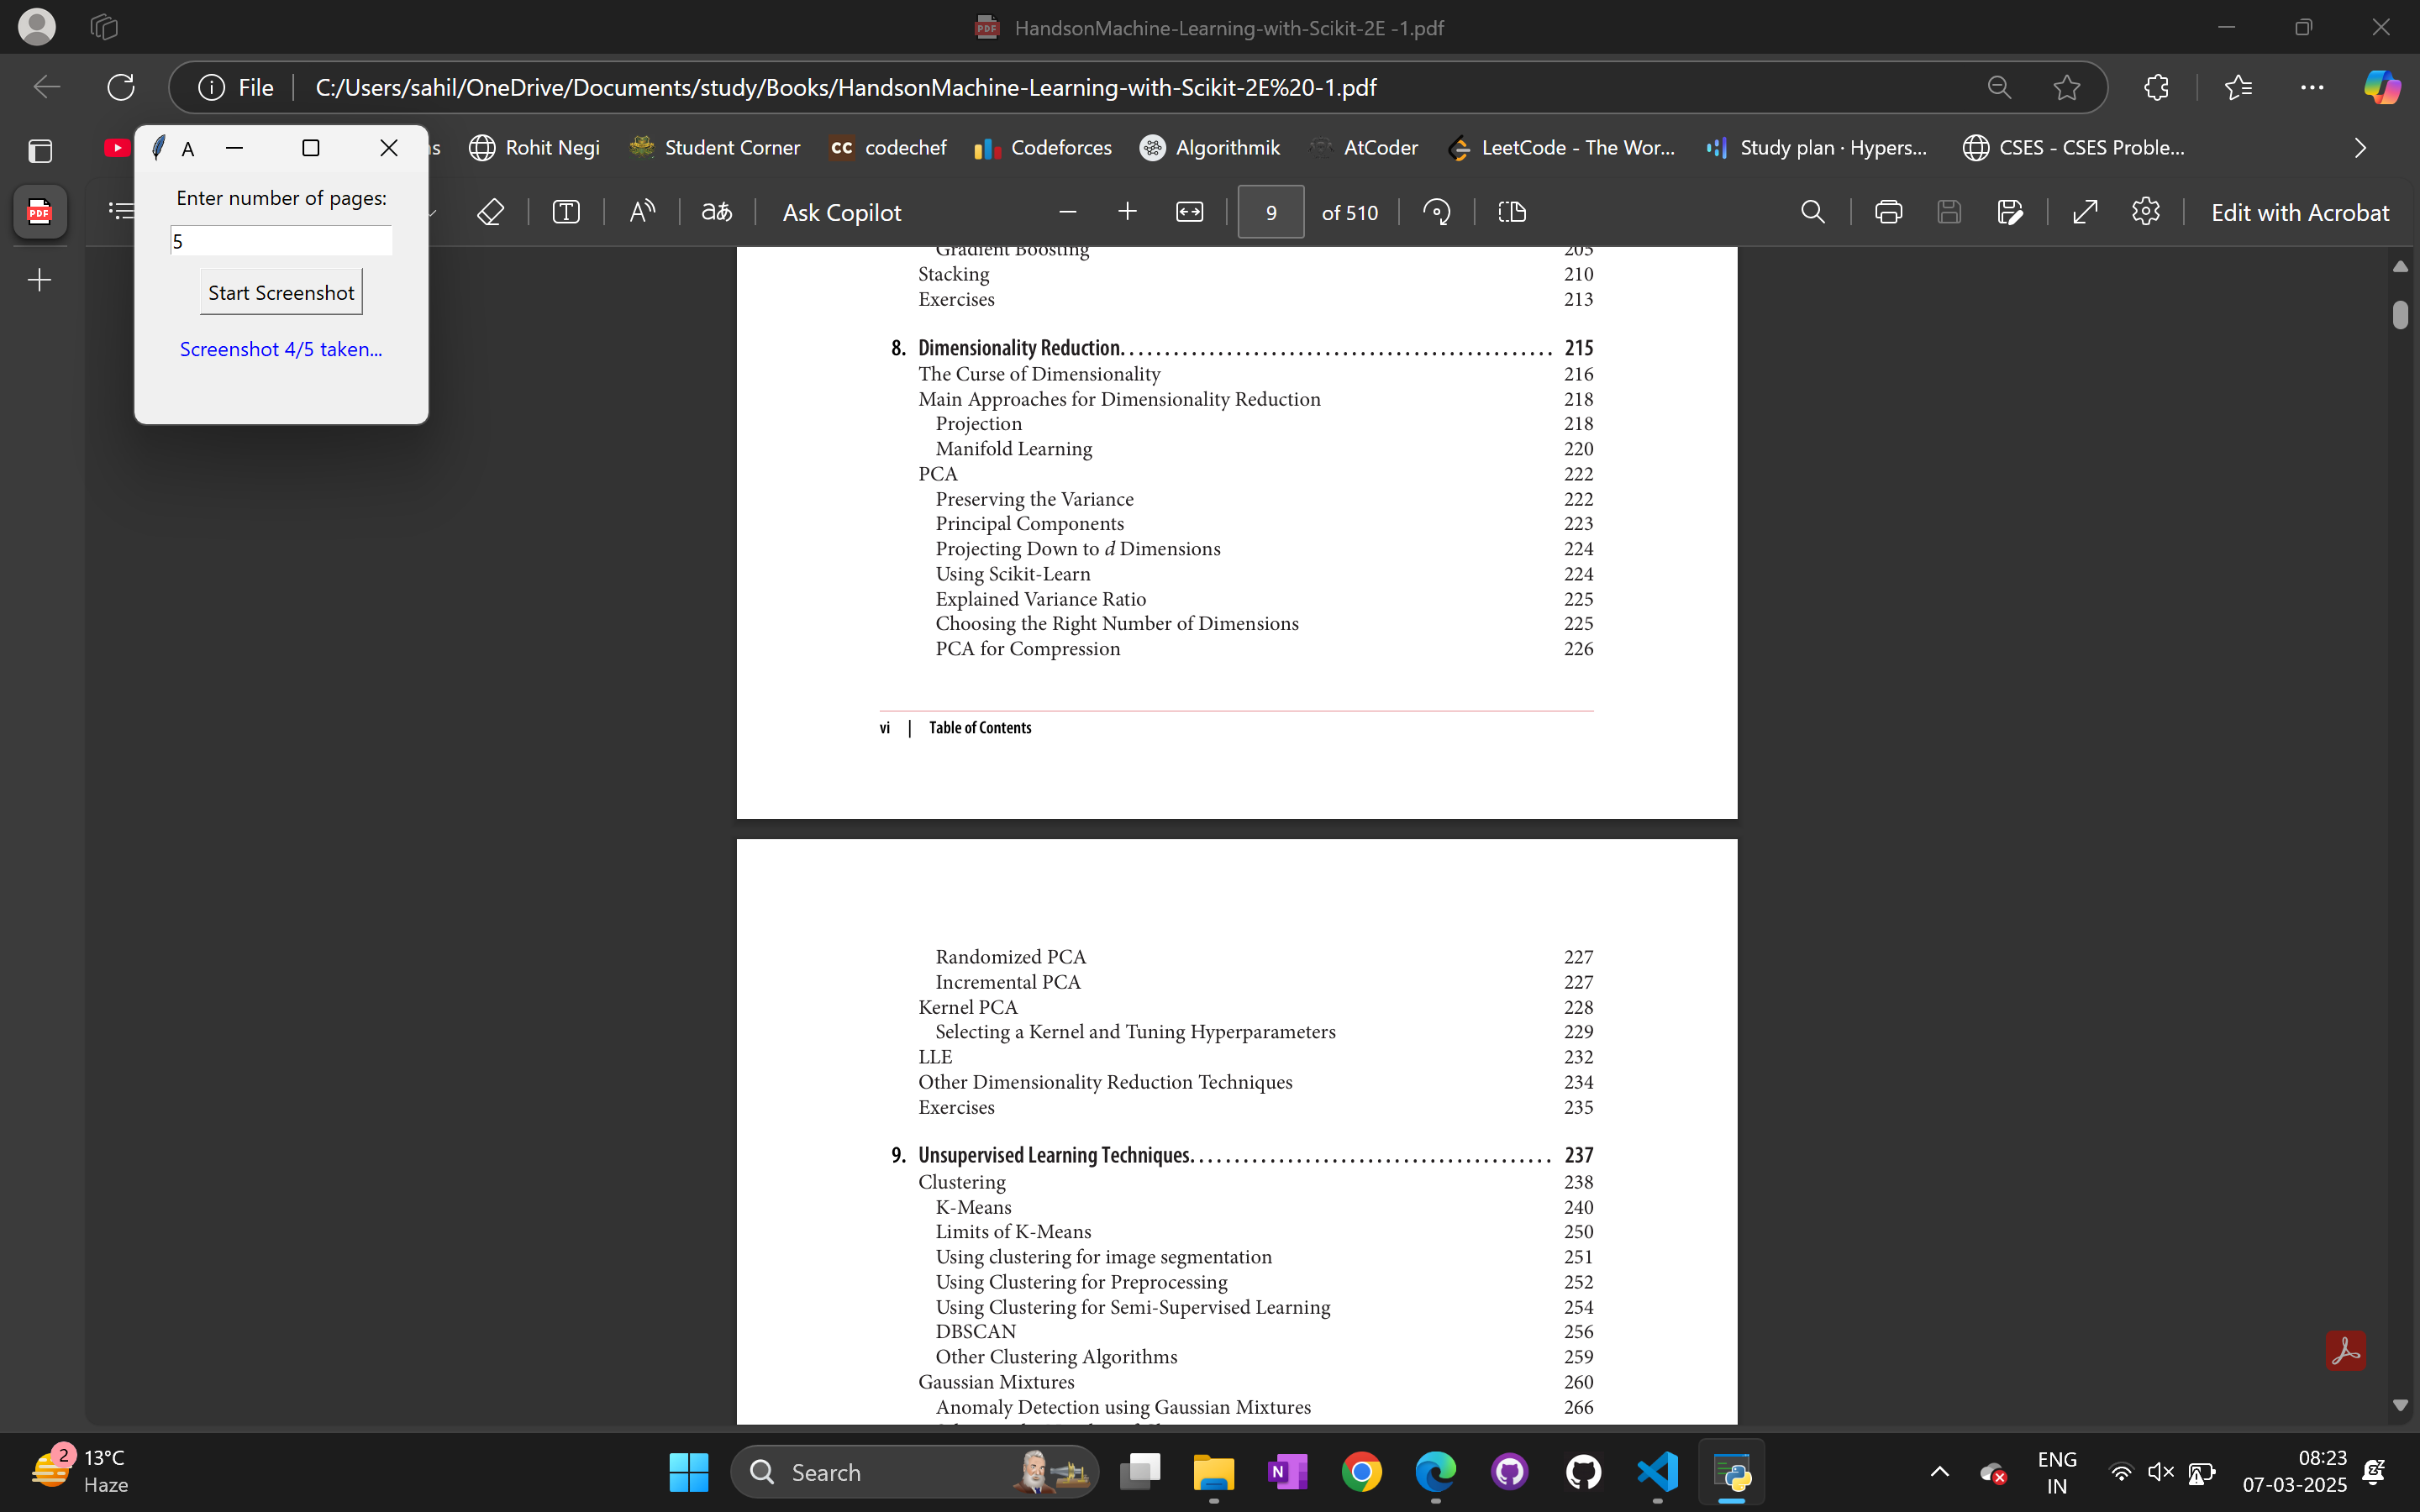 HandsonMachine-Learning-with-Scikit-2E -1.pdf
File C:/Users/sahil/OneDrive/Documents/study/Books/HandsonMachine-Learning-with-Scikit-2E%20-1.pdf
A
Rohit Negi Student Corner codechef Codeforces Algorithmik AtCoder LeetCode - The Wor... Study plan · Hypers... CSES - CSES Proble...
Enter number of pages:
5
Start Screenshot
Screenshot 4/5 taken...
Ask Copilot 9 of 510 Edit with Acrobat
Gradient Boosting 205
Stacking 210
Exercises 213
8. Dimensionality Reduction. 215
The Curse of Dimensionality 216
Main Approaches for Dimensionality Reduction 218
Projection 218
Manifold Learning 220
PCA 222
Preserving the Variance 222
Principal Components 223
Projecting Down to d Dimensions 224
Using Scikit-Learn 224
Explained Variance Ratio 225
Choosing the Right Number of Dimensions 225
PCA for Compression 226
vi | Table of Contents
Randomized PCA 227
Incremental PCA 227
Kernel PCA 228
Selecting a Kernel and Tuning Hyperparameters 229
LLE 232
Other Dimensionality Reduction Techniques 234
Exercises 235
9. Unsupervised Learning Techniques. 237
Clustering 238
K-Means 240
Limits of K-Means 250
Using clustering for image segmentation 251
Using Clustering for Preprocessing 252
Using Clustering for Semi-Supervised Learning 254
DBSCAN 256
Other Clustering Algorithms 259
Gaussian Mixtures 260
Anomaly Detection using Gaussian Mixtures 266
2
13°C
Haze
Search
ENG
IN
08:23
07-03-2025